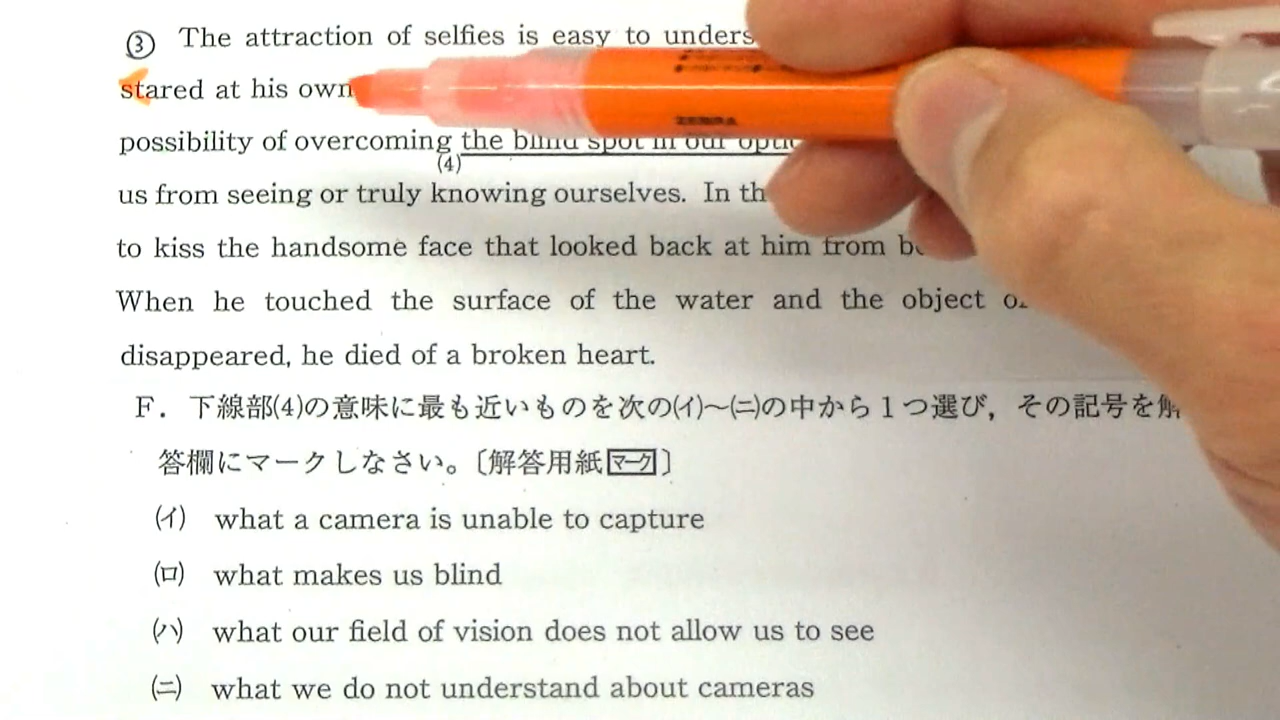 ③ The attraction of selfies is easy to unders
stared at his own
possibility of overcoming the blind spot in our optic
(4)
us from seeing or truly knowing ourselves. In th
to kiss the handsome face that looked back at him from
When he touched the surface of the water and the object
disappeared, he died of a broken heart.
F. 下線部(4)の意味に最も近いものを次の(イ)～(ニ)の中から1つ選び，その記号を解
答欄にマークしなさい。〔解答用紙マーク〕
(イ) what a camera is unable to capture
(ロ) what makes us blind
(ハ) what our field of vision does not allow us to see
(ニ) what we do not understand about cameras
ZEBRA